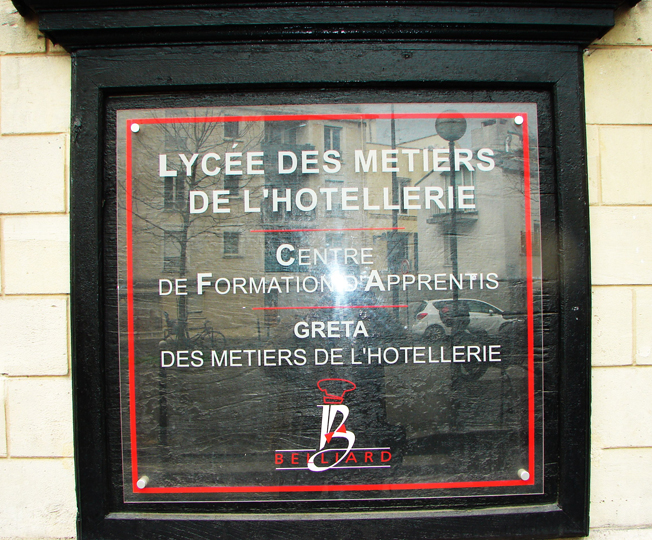 LYCÉE DES METIERS
DE L'HOTELLERIE
CENTRE
DE FORMATION D'APPRENTIS
GRETA
DES METIERS DE L'HOTELLERIE
B
BELLIARD